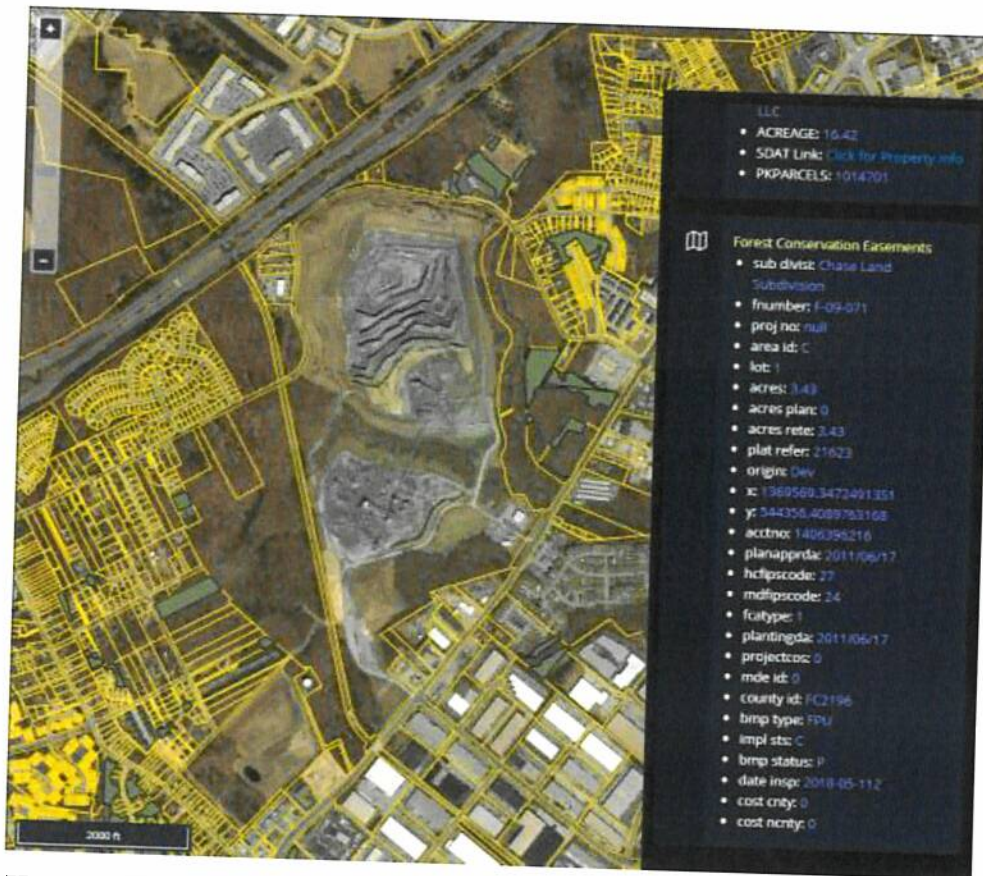 +
−
2000 ft
LLC
• ACREAGE: 16.42
• SDAT Link: Click for Property Info
• PKPARCELS: 1014701
Forest Conservation Easements
• sub divist: Chase Land
Subdivision
• fnumber: F-09-071
• proj no: null
• area id: C
• lot: 1
• acres: 3.43
• acres plan: 0
• acres rete: 3.43
• plat refer: 21623
• origin: Dev
• x: 1369569.3472491351
• y: 544356.4089763168
• acctno: 1406396216
• planapprda: 2011/06/17
• hcfipscode: 27
• mdfipscode: 24
• fcatype: 1
• plantingda: 2011/06/17
• projectcos: 0
• mde id: 0
• county id: FC2196
• bmp type: FPU
• impl sts: C
• bmp status: P
• date insp: 2018-05-112
• cost cnty: 0
• cost ncnty: 0